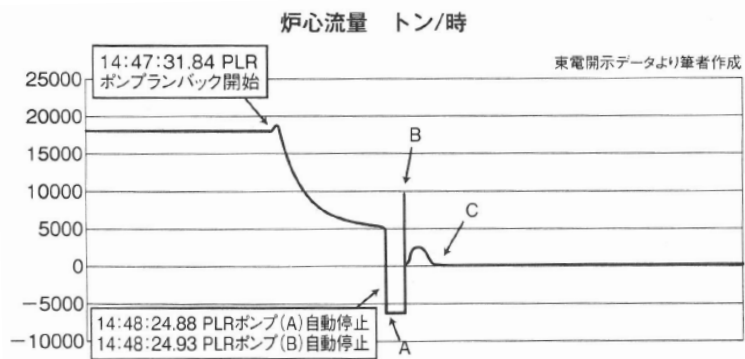 炉心流量 トン/時
14:47:31.84 PLR
ポンプランバック開始
東電開示データより筆者作成
25000
20000
15000
10000
5000
0
-5000
-10000
B
C
A
14:48:24.88 PLRポンプ(A)自動停止
14:48:24.93 PLRポンプ(B)自動停止